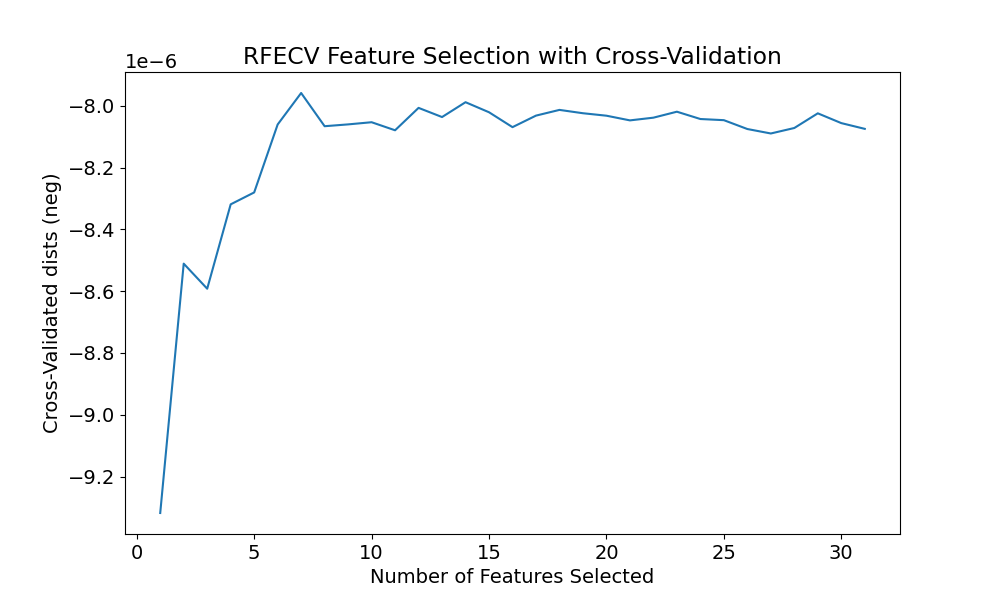 RFECV Feature Selection with Cross-Validation
1e−6
−8.0
−8.2
−8.4
−8.6
−8.8
−9.0
−9.2
Cross-Validated dists (neg)
0 5 10 15 20 25 30
Number of Features Selected